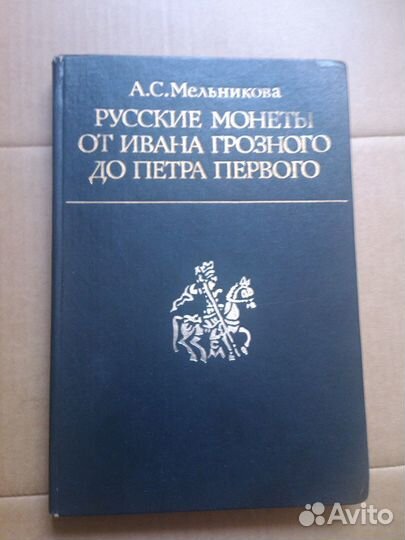 А.С.Мельникова
РУССКИЕ МОНЕТЫ
ОТ ИВАНА ГРОЗНОГО
ДО ПЕТРА ПЕРВОГО
Avito